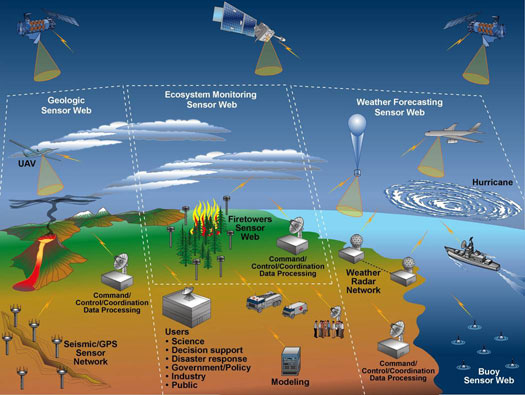 Geologic
Sensor Web
Ecosystem Monitoring
Sensor Web
Weather Forecasting
Sensor Web
UAV
Hurricane
Firetowers
Sensor
Web
Command/
Control/Coordination
Data Processing
Command/
Control/Coordination
Data Processing
Weather
Radar
Network
Seismic/GPS
Sensor
Network
Users
• Science
• Decision support
• Disaster response
• Government/Policy
• Industry
• Public
Modeling
Command/
Control/Coordination
Data Processing
Buoy
Sensor Web